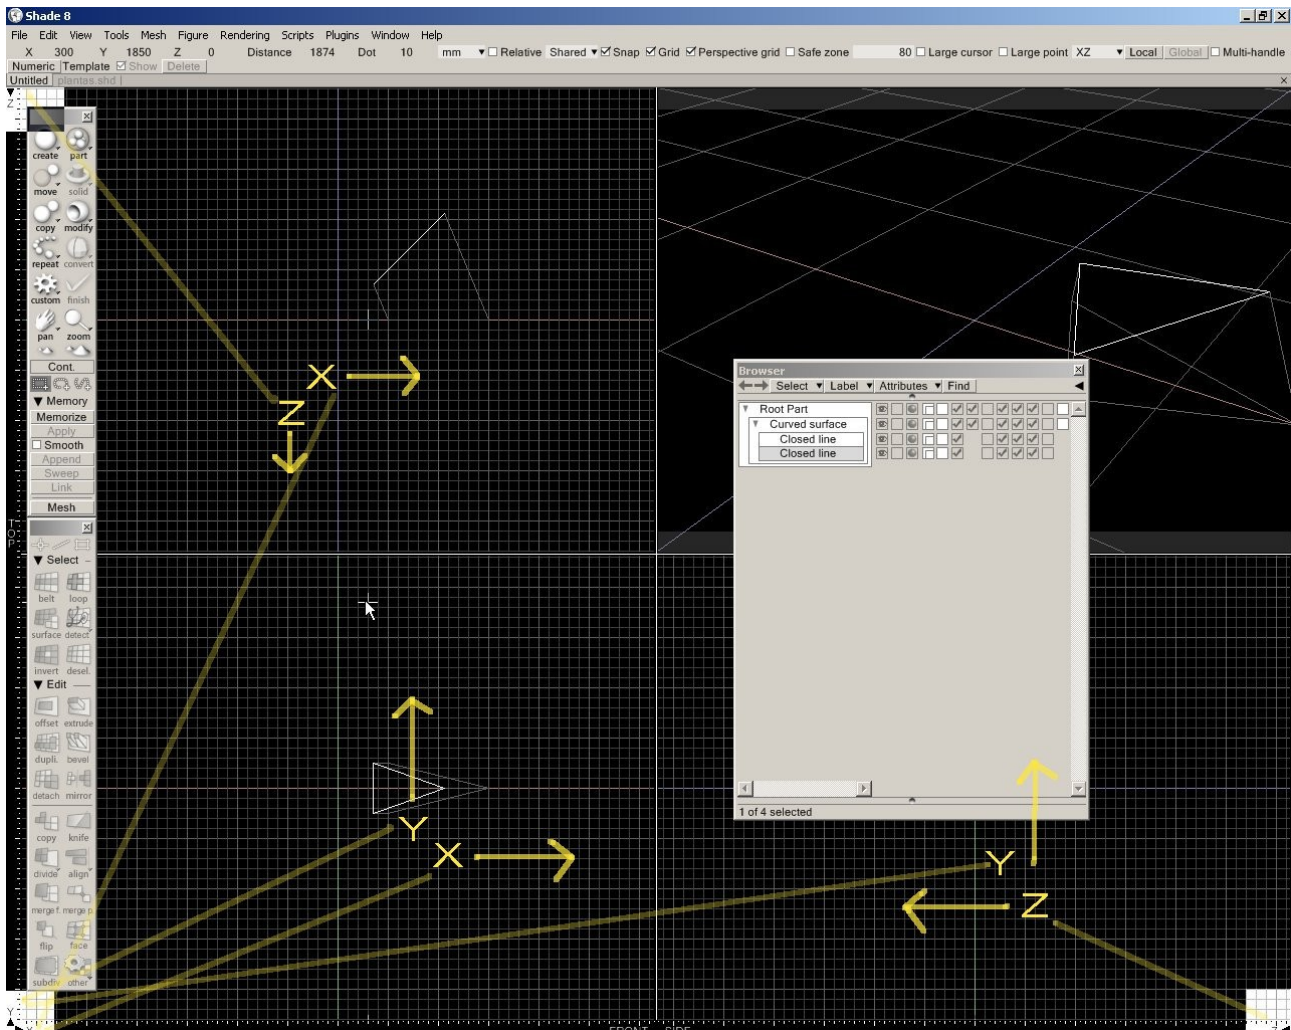 Shade 8
File Edit View Tools Mesh Figure Rendering Scripts Plugins Window Help
X 300 Y 1850 Z 0 Distance 1874 Dot 10 mm Relative Shared Snap Grid Perspective grid Safe zone 80 Large cursor Large point XZ Local Global Multi-handle
Numeric Template Show Delete
Untitled plantas.shd
Z
create part
move solid
copy modify
repeat convert
custom finish
pan zoom
Cont.
Memory
Memorize
Apply
Smooth
Append
Sweep
Link
Mesh
TOP
Select
belt loop
surface detect
invert desel.
Edit
offset extrude
dupli. bevel
detach mirror
copy knife
divide align
merge f. merge p
flip face
subdiv other
X
Z
Browser
Select Label Attributes Find
Root Part
Curved surface
Closed line
Closed line
1 of 4 selected
Y
X
Y
Z
Y
X
FRONT SIDE
Z